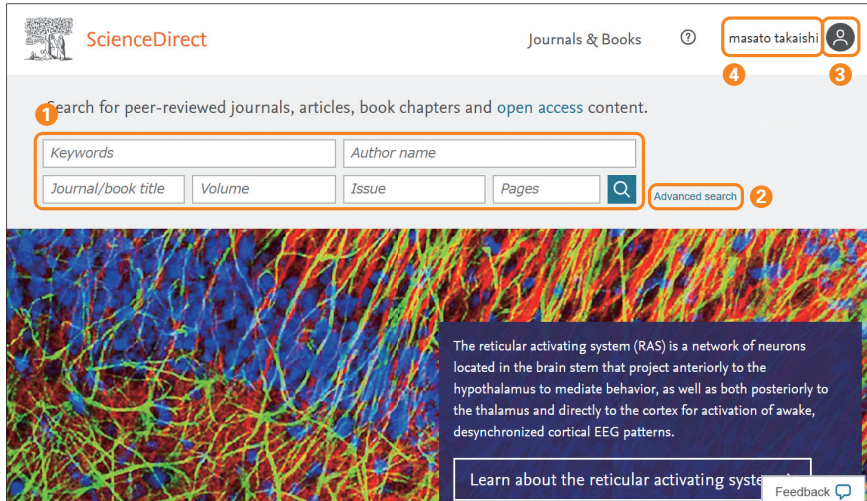 ScienceDirect
Journals & Books
?
masato takaishi
4
3
Search for peer-reviewed journals, articles, book chapters and open access content.
1
Keywords
Author name
Journal/book title
Volume
Issue
Pages
Advanced search
2
The reticular activating system (RAS) is a network of neurons
located in the brain stem that project anteriorly to the
hypothalamus to mediate behavior, as well as both posteriorly to
the thalamus and directly to the cortex for activation of awake,
desynchronized cortical EEG patterns.
Learn about the reticular activating syste
Feedback